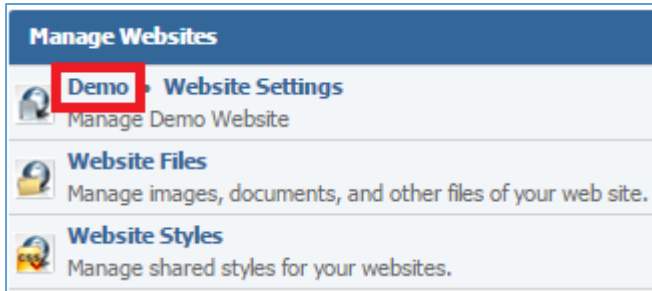 Manage Websites
Demo • Website Settings
Manage Demo Website
Website Files
Manage images, documents, and other files of your web site.
Website Styles
Manage shared styles for your websites.